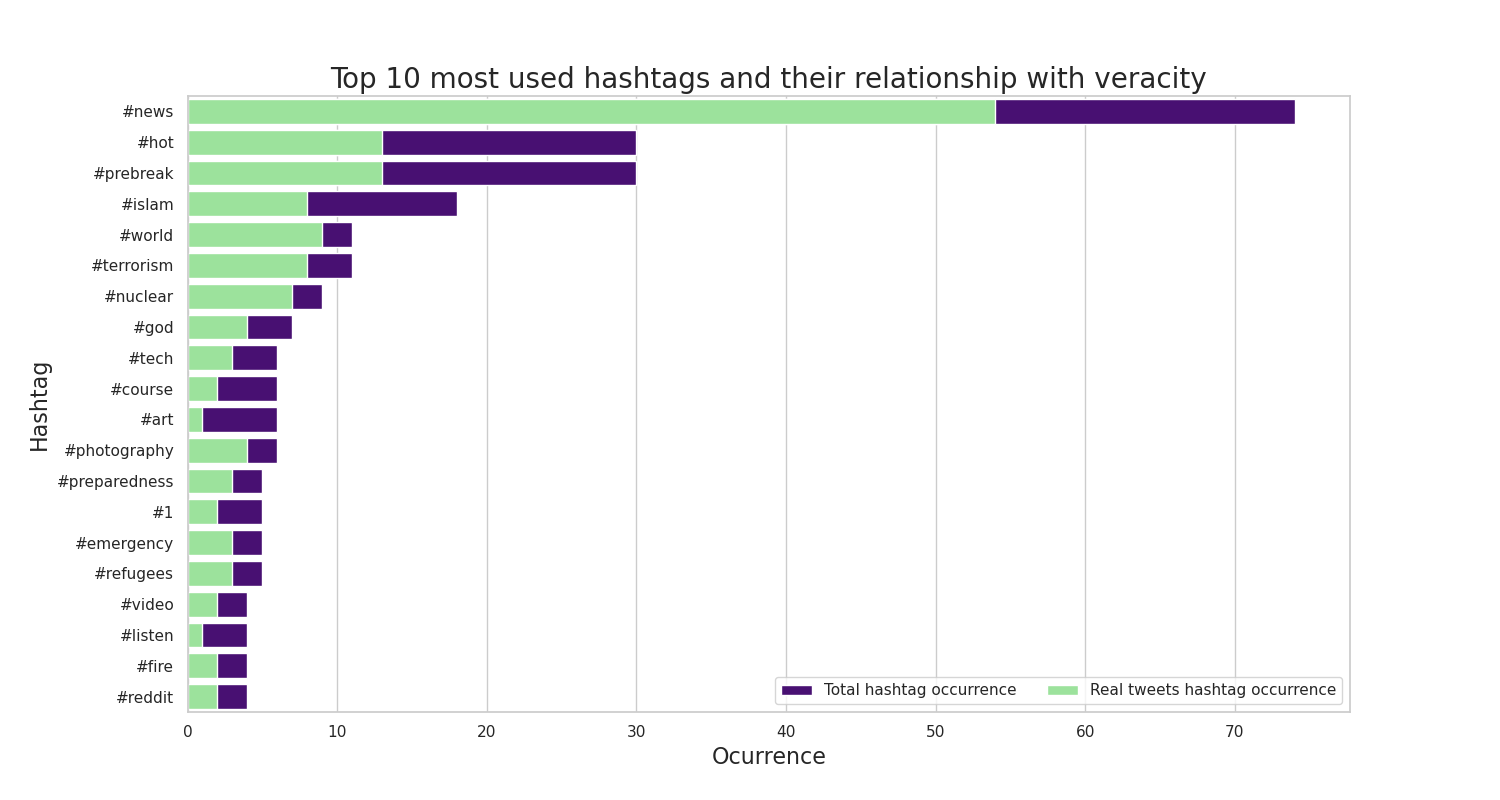 Top 10 most used hashtags and their relationship with veracity
#news
#hot
#prebreak
#islam
#world
#terrorism
#nuclear
#god
#tech
#course
#art
#photography
#preparedness
#1
#emergency
#refugees
#video
#listen
#fire
#reddit
Hashtag
Total hashtag occurrence
Real tweets hashtag occurrence
0 10 20 30 40 50 60 70
Ocurrence